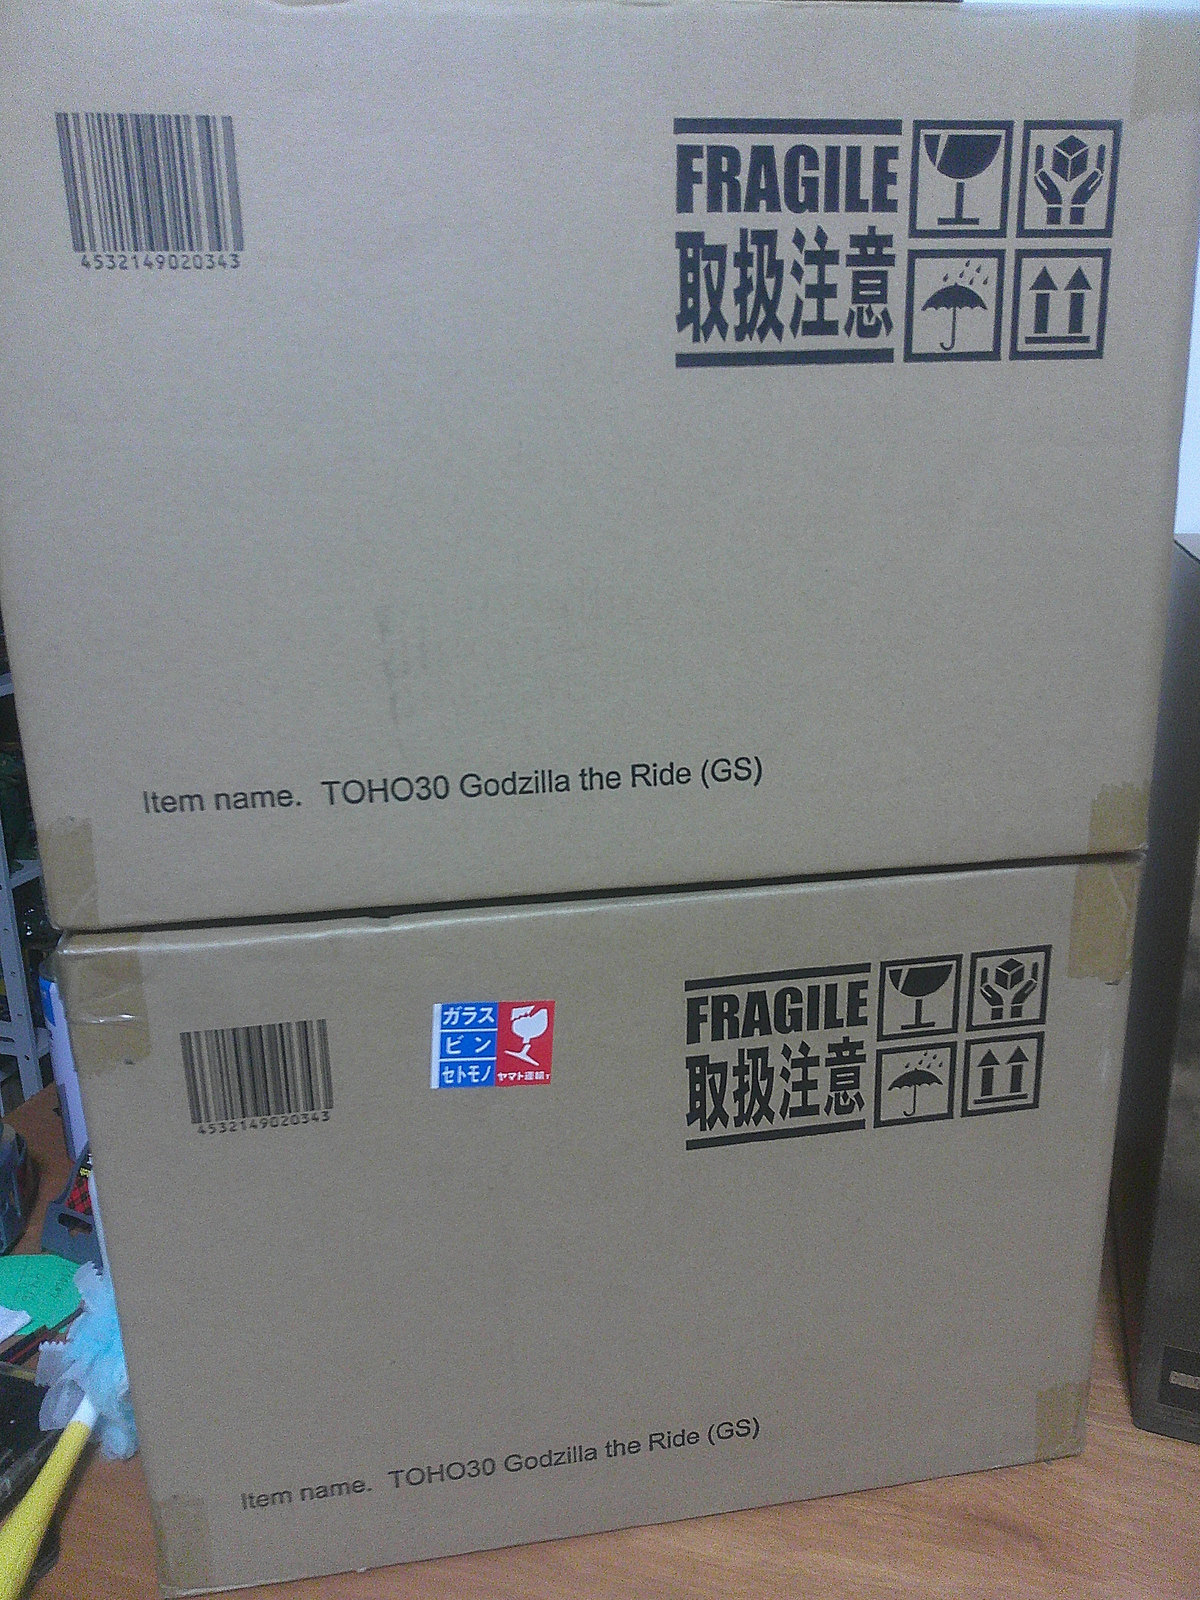 4532149020343
FRAGILE
取扱注意
Item name. TOHO30 Godzilla the Ride (GS)
4532149020343
ガラス
ビン
セトモノ
ヤマト運輸
FRAGILE
取扱注意
Item name. TOHO30 Godzilla the Ride (GS)